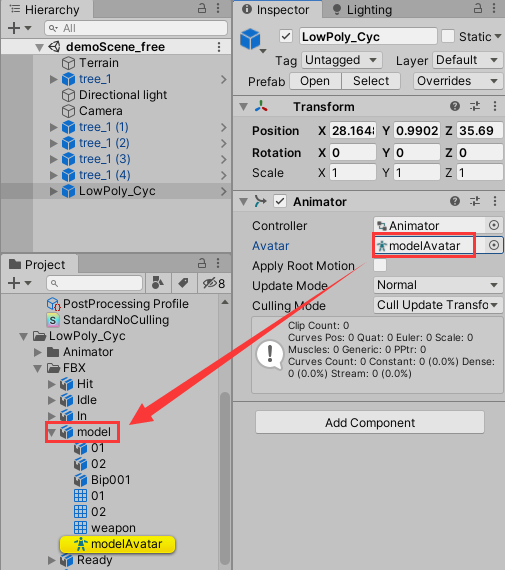 Hierarchy
All
demoScene_free
Terrain
tree_1
Directional light
Camera
tree_1 (1)
tree_1 (2)
tree_1 (3)
tree_1 (4)
LowPoly_Cyc
Project
8
PostProcessing Profile
StandardNoCulling
LowPoly_Cyc
Animator
FBX
Hit
Idle
In
model
01
02
Bip001
01
02
weapon
modelAvatar
Ready
Inspector Lighting
LowPoly_Cyc Static
Tag Untagged Layer Default
Prefab Open Select Overrides
Transform
Position X 28.1648 Y 0.9902 Z 35.69
Rotation X 0 Y 0 Z 0
Scale X 1 Y 1 Z 1
Animator
Controller Animator
Avatar modelAvatar
Apply Root Motion
Update Mode Normal
Culling Mode Cull Update Transfo
Clip Count: 0
Curves Pos: 0 Quat: 0 Euler: 0 Scale: 0
Muscles: 0 Generic: 0 PPtr: 0
Curves Count: 0 Constant: 0 (0.0%) Dense:
0 (0.0%) Stream: 0 (0.0%)
Add Component